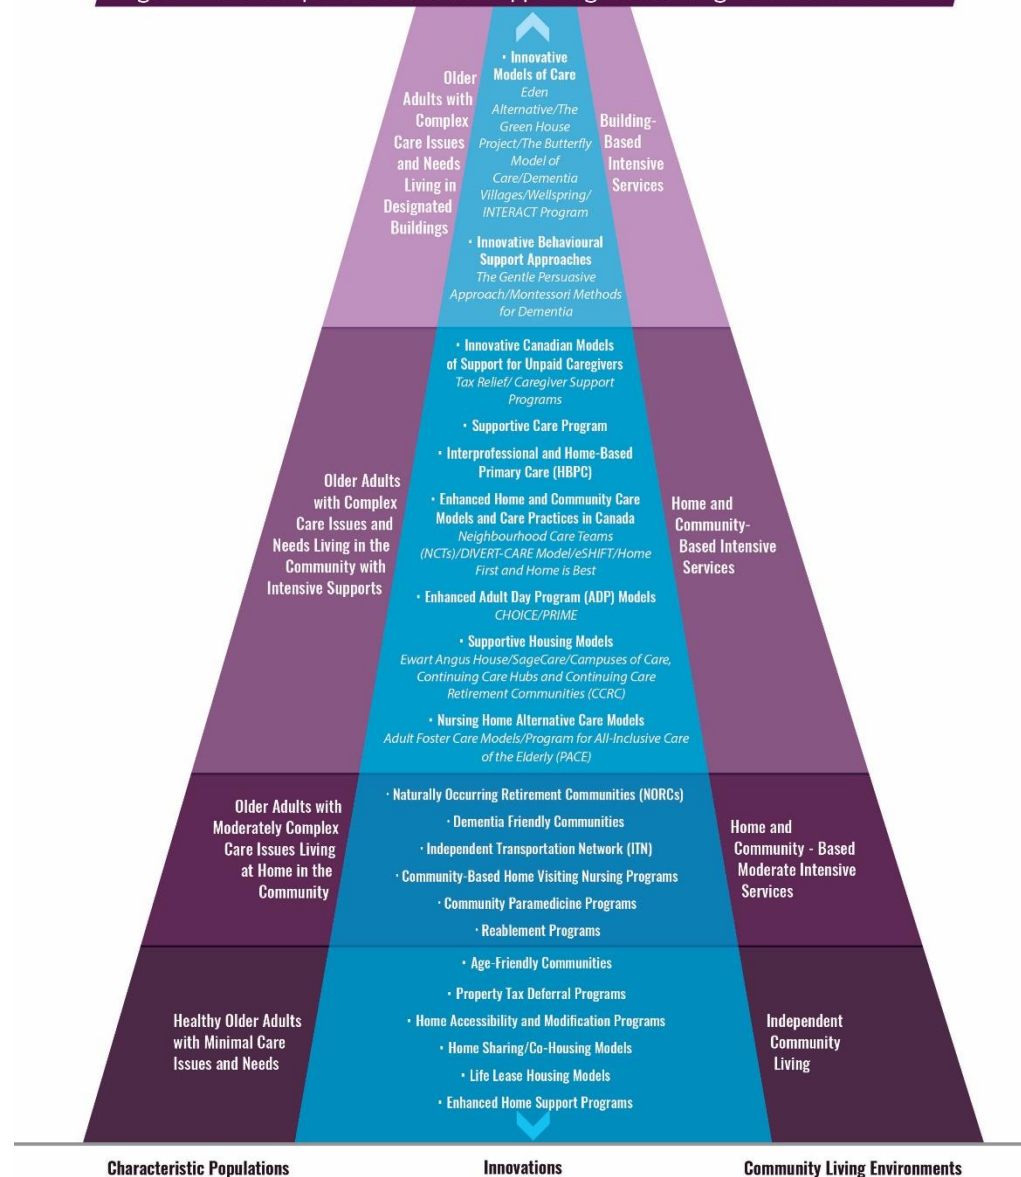 Older
Adults with
Complex
Care Issues
and Needs
Living in
Designated
Buildings
• Innovative
Models of Care
Eden
Alternative/The
Green House
Project/The Butterfly
Model of
Care/Dementia
Villages/Wellspring/
INTERACT Program
• Innovative Behavioural
Support Approaches
The Gentle Persuasive
Approach/Montessori Methods
for Dementia
Building-
Based
Intensive
Services
Older Adults
with Complex
Care Issues and
Needs Living in the
Community with
Intensive Supports
• Innovative Canadian Models
of Support for Unpaid Caregivers
Tax Relief/ Caregiver Support
Programs
• Supportive Care Program
• Interprofessional and Home-Based
Primary Care (HBPC)
• Enhanced Home and Community Care
Models and Care Practices in Canada
Neighbourhood Care Teams
(NCTs)/DIVERT-CARE Model/eSHIFT/Home
First and Home is Best
• Enhanced Adult Day Program (ADP) Models
CHOICE/PRIME
• Supportive Housing Models
Ewart Angus House/SageCare/Campuses of Care,
Continuing Care Hubs and Continuing Care
Retirement Communities (CCRC)
• Nursing Home Alternative Care Models
Adult Foster Care Models/Program for All-Inclusive Care
of the Elderly (PACE)
Home and
Community-
Based Intensive
Services
Older Adults with
Moderately Complex
Care Issues Living
at Home in the
Community
· Naturally Occurring Retirement Communities (NORCs)
· Dementia Friendly Communities
· Independent Transportation Network (ITN)
· Community-Based Home Visiting Nursing Programs
· Community Paramedicine Programs
· Reablement Programs
Home and
Community - Based
Moderate Intensive
Services
Healthy Older Adults
with Minimal Care
Issues and Needs
• Age-Friendly Communities
• Property Tax Deferral Programs
• Home Accessibility and Modification Programs
• Home Sharing/Co-Housing Models
• Life Lease Housing Models
• Enhanced Home Support Programs
Independent
Community
Living
Characteristic Populations
Innovations
Community Living Environments